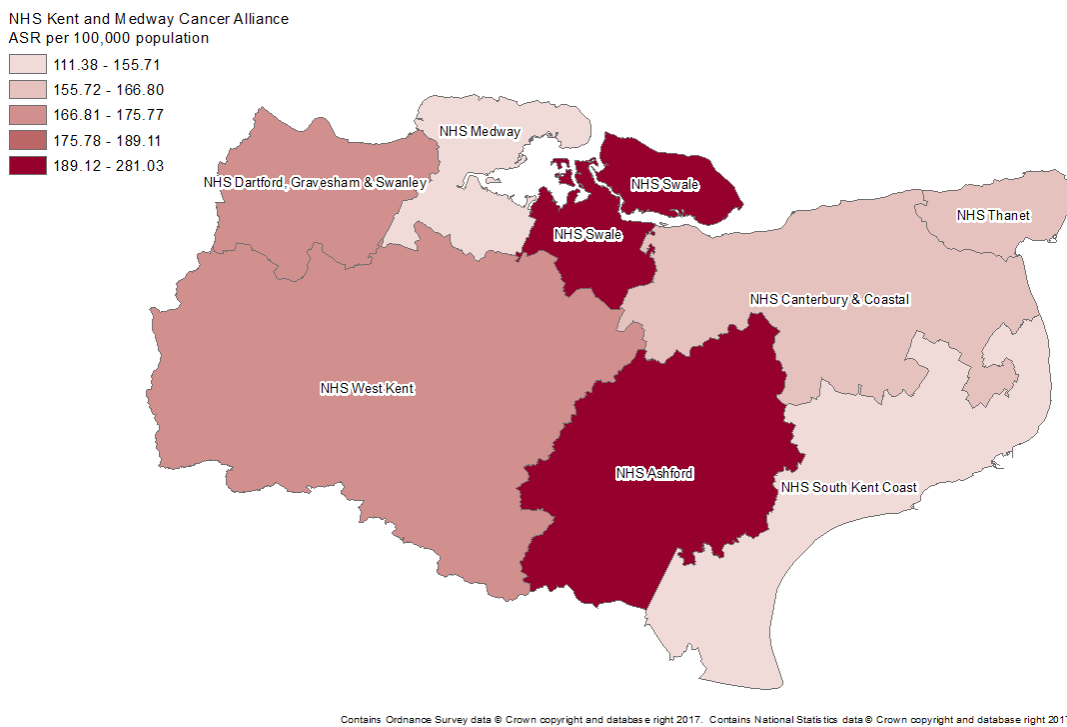 NHS Kent and Medway Cancer Alliance
ASR per 100,000 population
111.38 - 155.71
155.72 - 166.80
166.81 - 175.77
175.78 - 189.11
189.12 - 281.03
NHS Medway
NHS Dartford, Gravesham & Swanley
NHS Swale
NHS Thanet
NHS Swale
NHS Canterbury & Coastal
NHS West Kent
NHS Ashford
NHS South Kent Coast
Contains Ordnance Survey data © Crown copyright and database right 2017. Contains National Statistics data © Crown copyright and database right 2017